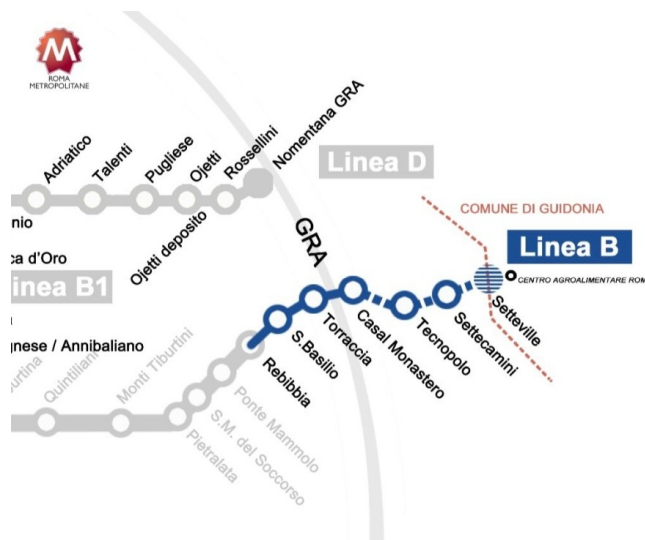 M
ROMA
METROPOLITANE
Adriatico
Talenti
Pugliese
Ojetti
Rossellini
Nomentana GRA
Linea D
Ojetti deposito
GRA
COMUNE DI GUIDONIA
Linea B
CENTRO AGROALIMENTARE ROM
nio
ca d'Oro
inea B1
gnese / Annibaliano
urtina
Quintiliani
Monti Tiburtini
Pietralata
S.M. del Soccorso
Ponte Mammolo
Rebibbia
S.Basilio
Torraccia
Casal Monastero
Tecnopolo
Settecamini
Setteville